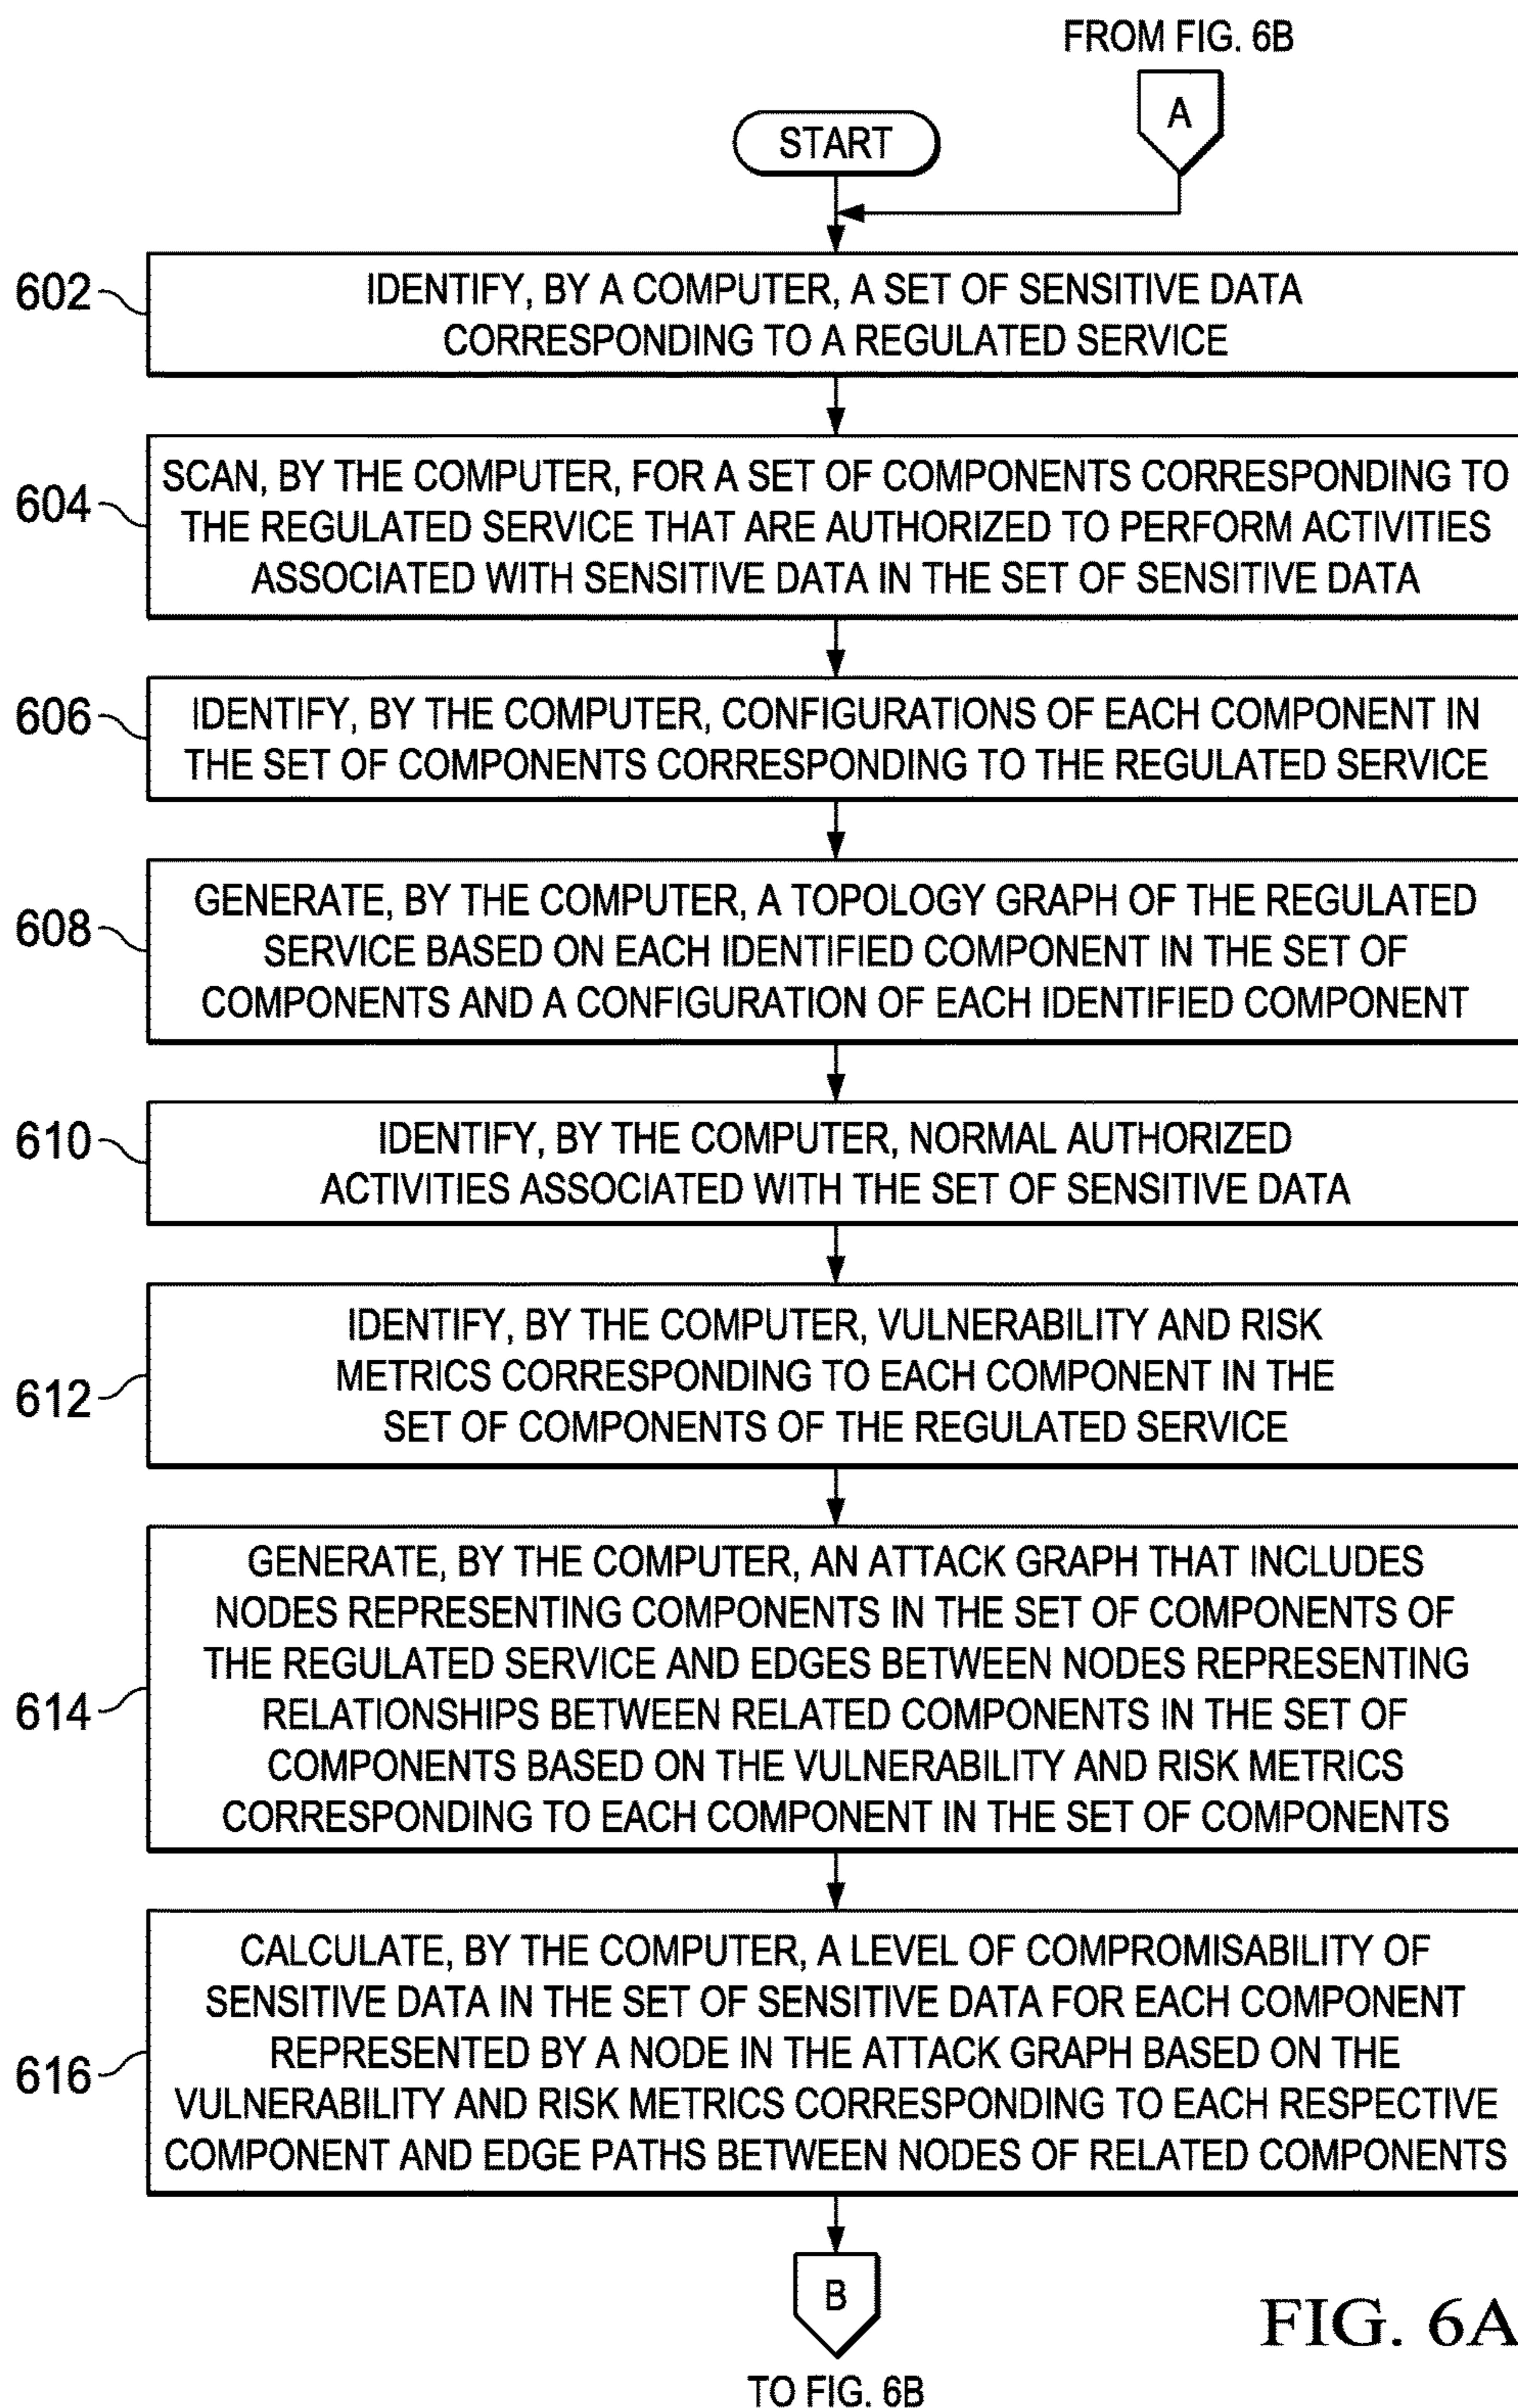 FROM FIG. 6B
A
START
602
IDENTIFY, BY A COMPUTER, A SET OF SENSITIVE DATA
CORRESPONDING TO A REGULATED SERVICE
604
SCAN, BY THE COMPUTER, FOR A SET OF COMPONENTS CORRESPONDING TO
THE REGULATED SERVICE THAT ARE AUTHORIZED TO PERFORM ACTIVITIES
ASSOCIATED WITH SENSITIVE DATA IN THE SET OF SENSITIVE DATA
606
IDENTIFY, BY THE COMPUTER, CONFIGURATIONS OF EACH COMPONENT IN
THE SET OF COMPONENTS CORRESPONDING TO THE REGULATED SERVICE
608
GENERATE, BY THE COMPUTER, A TOPOLOGY GRAPH OF THE REGULATED
SERVICE BASED ON EACH IDENTIFIED COMPONENT IN THE SET OF
COMPONENTS AND A CONFIGURATION OF EACH IDENTIFIED COMPONENT
610
IDENTIFY, BY THE COMPUTER, NORMAL AUTHORIZED
ACTIVITIES ASSOCIATED WITH THE SET OF SENSITIVE DATA
612
IDENTIFY, BY THE COMPUTER, VULNERABILITY AND RISK
METRICS CORRESPONDING TO EACH COMPONENT IN THE
SET OF COMPONENTS OF THE REGULATED SERVICE
614
GENERATE, BY THE COMPUTER, AN ATTACK GRAPH THAT INCLUDES
NODES REPRESENTING COMPONENTS IN THE SET OF COMPONENTS OF
THE REGULATED SERVICE AND EDGES BETWEEN NODES REPRESENTING
RELATIONSHIPS BETWEEN RELATED COMPONENTS IN THE SET OF
COMPONENTS BASED ON THE VULNERABILITY AND RISK METRICS
CORRESPONDING TO EACH COMPONENT IN THE SET OF COMPONENTS
616
CALCULATE, BY THE COMPUTER, A LEVEL OF COMPROMISABILITY OF
SENSITIVE DATA IN THE SET OF SENSITIVE DATA FOR EACH COMPONENT
REPRESENTED BY A NODE IN THE ATTACK GRAPH BASED ON THE
VULNERABILITY AND RISK METRICS CORRESPONDING TO EACH RESPECTIVE
COMPONENT AND EDGE PATHS BETWEEN NODES OF RELATED COMPONENTS
B
TO FIG. 6B
FIG. 6A